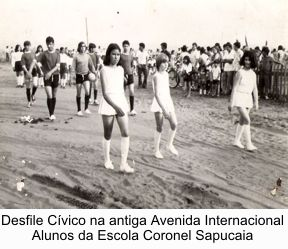 Desfile Cívico na antiga Avenida Internacional
Alunos da Escola Coronel Sapucaia